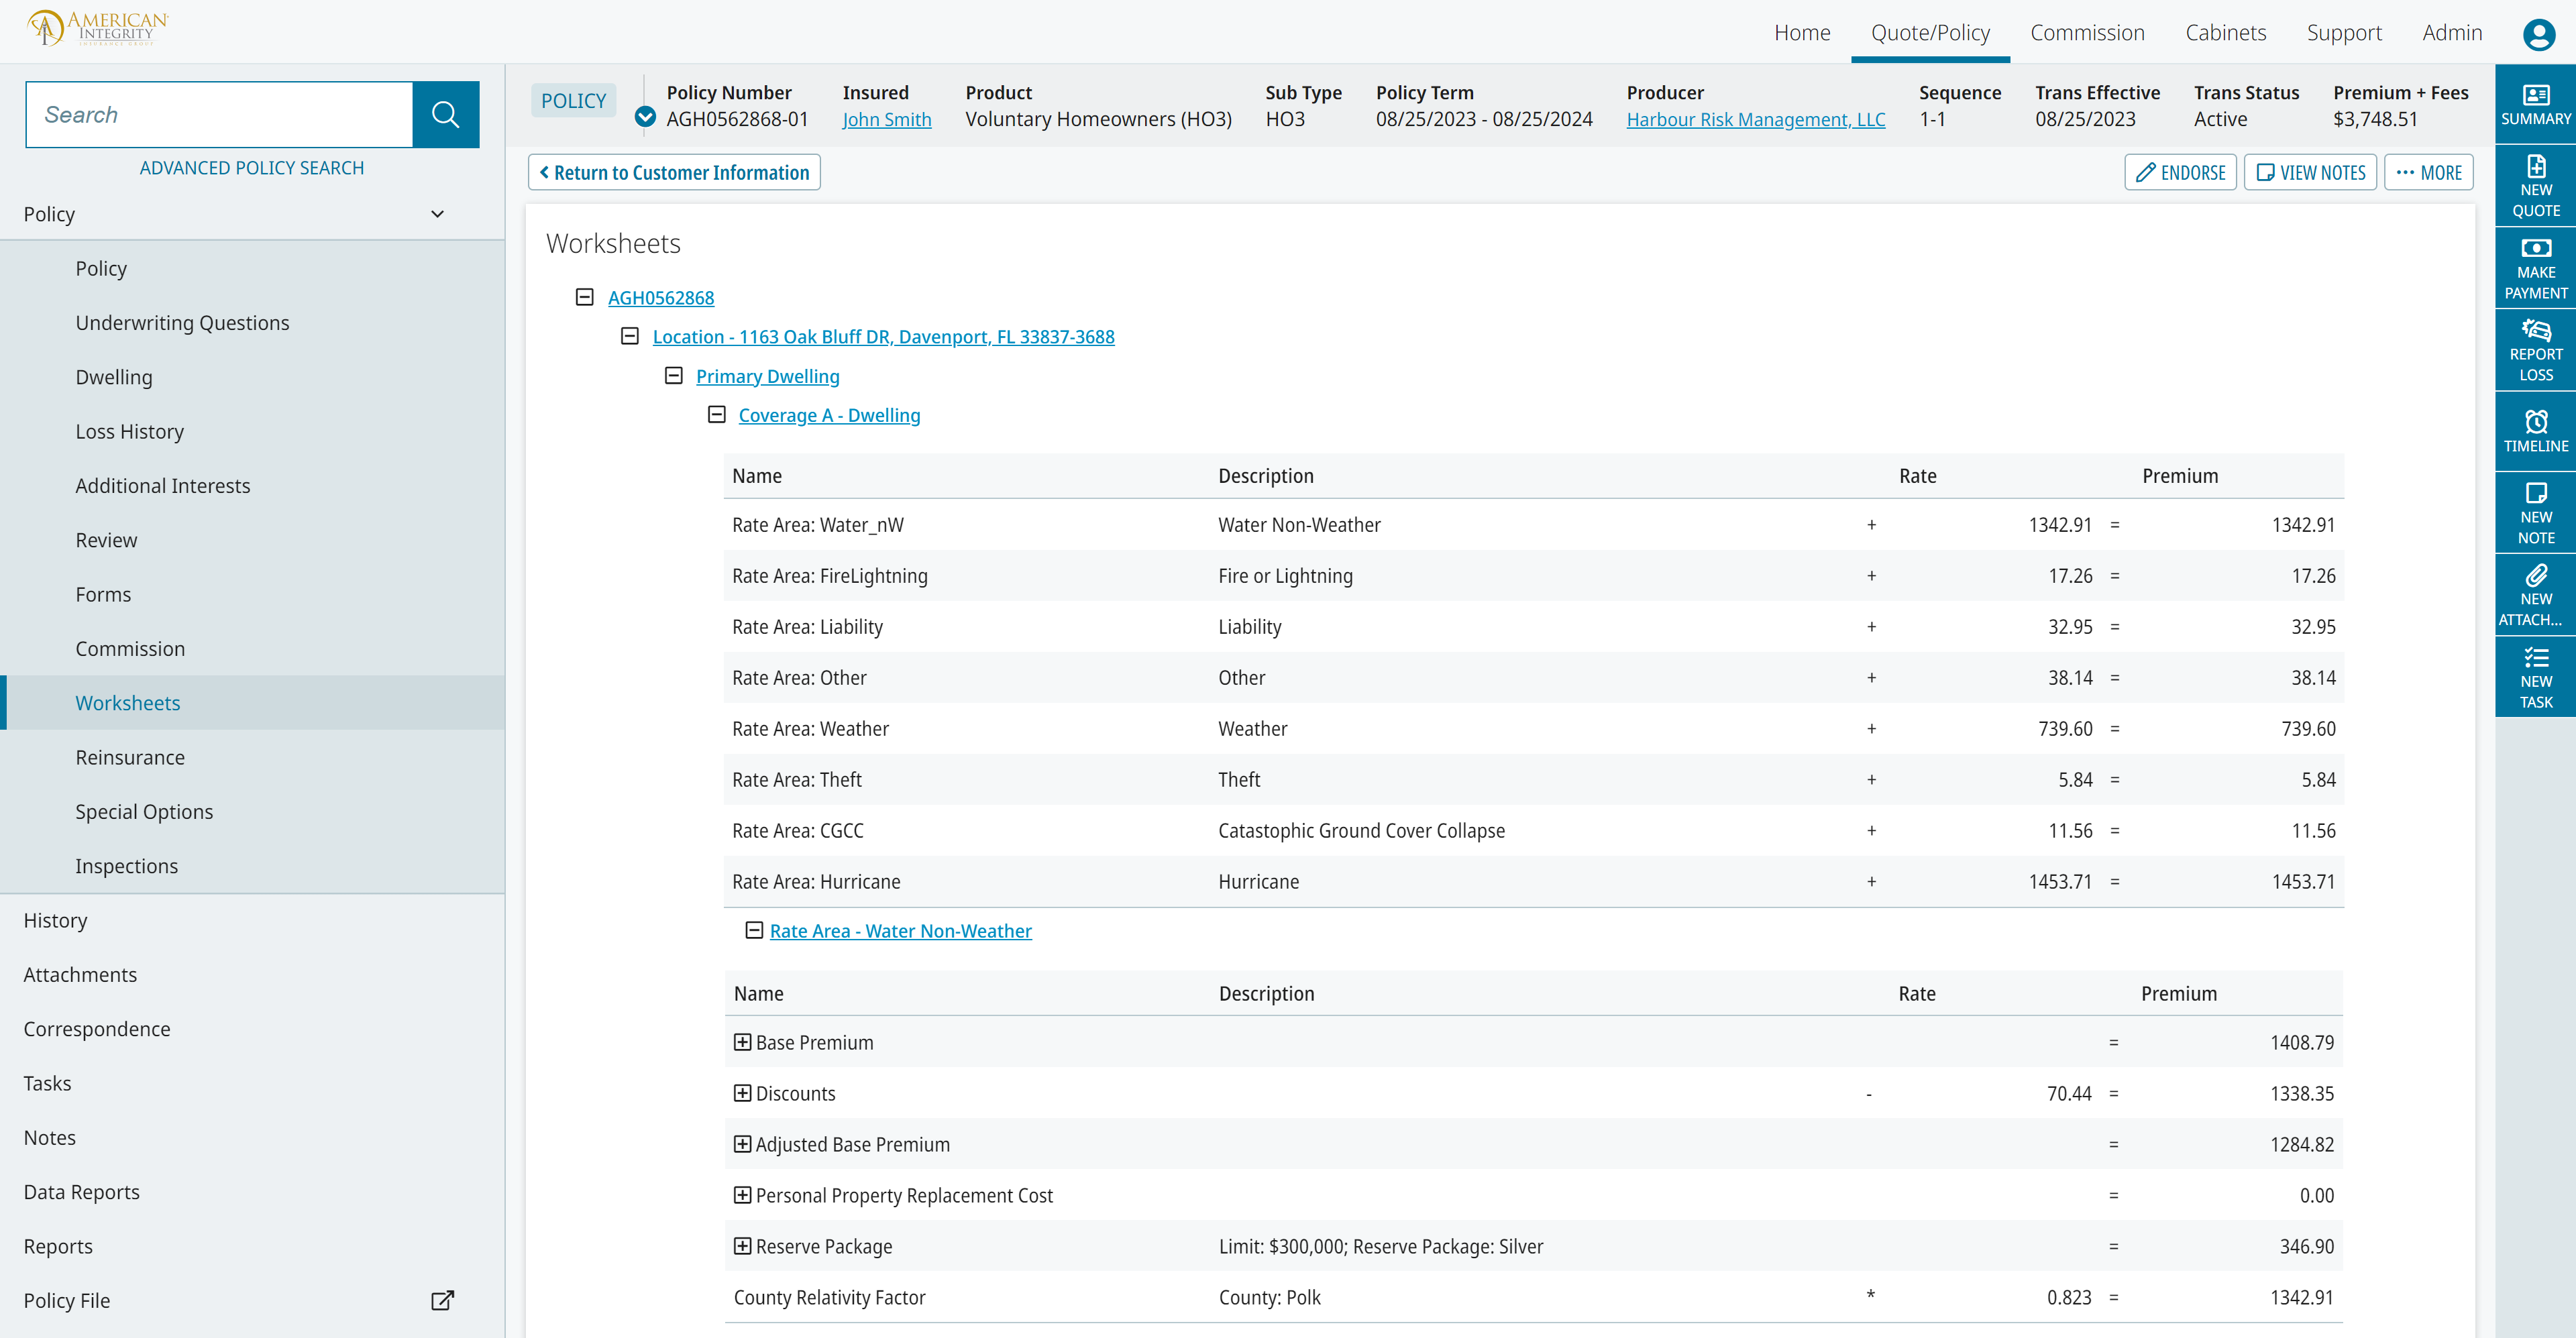 AMERICAN INTEGRITY
INSURANCE GROUP
Home Quote/Policy Commission Cabinets Support Admin
Search
ADVANCED POLICY SEARCH
Policy
Policy
Underwriting Questions
Dwelling
Loss History
Additional Interests
Review
Forms
Commission
Worksheets
Reinsurance
Special Options
Inspections
History
Attachments
Correspondence
Tasks
Notes
Data Reports
Reports
Policy File
POLICY
Policy Number Insured Product Sub Type Policy Term Producer Sequence Trans Effective Trans Status Premium + Fees
AGH0562868-01 John Smith Voluntary Homeowners (HO3) HO3 08/25/2023 - 08/25/2024 Harbour Risk Management, LLC 1-1 08/25/2023 Active $3,748.51
Return to Customer Information ENDORSE VIEW NOTES ··· MORE
Worksheets
AGH0562868
Location - 1163 Oak Bluff DR, Davenport, FL 33837-3688
Primary Dwelling
Coverage A - Dwelling
Name Description Rate Premium
Rate Area: Water_nW Water Non-Weather + 1342.91 = 1342.91
Rate Area: FireLightning Fire or Lightning + 17.26 = 17.26
Rate Area: Liability Liability + 32.95 = 32.95
Rate Area: Other Other + 38.14 = 38.14
Rate Area: Weather Weather + 739.60 = 739.60
Rate Area: Theft Theft + 5.84 = 5.84
Rate Area: CGCC Catastophic Ground Cover Collapse + 11.56 = 11.56
Rate Area: Hurricane Hurricane + 1453.71 = 1453.71
Rate Area - Water Non-Weather
Name Description Rate Premium
Base Premium = 1408.79
Discounts - 70.44 = 1338.35
Adjusted Base Premium = 1284.82
Personal Property Replacement Cost = 0.00
Reserve Package Limit: $300,000; Reserve Package: Silver = 346.90
County Relativity Factor County: Polk * 0.823 = 1342.91
SUMMARY
NEW
QUOTE
MAKE
PAYMENT
REPORT
LOSS
TIMELINE
NEW
NOTE
NEW
ATTACH...
NEW
TASK